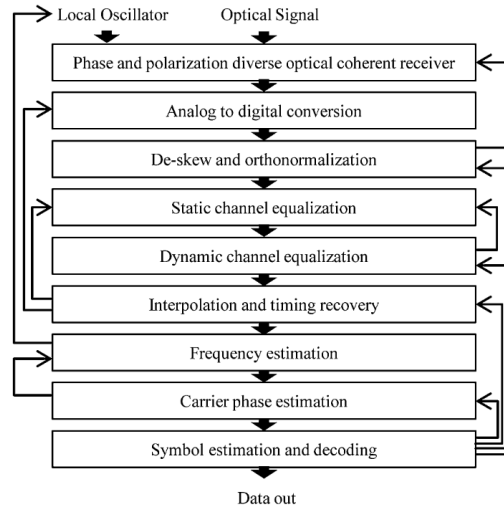 Local Oscillator
Optical Signal
Phase and polarization diverse optical coherent receiver
Analog to digital conversion
De-skew and orthonormalization
Static channel equalization
Dynamic channel equalization
Interpolation and timing recovery
Frequency estimation
Carrier phase estimation
Symbol estimation and decoding
Data out